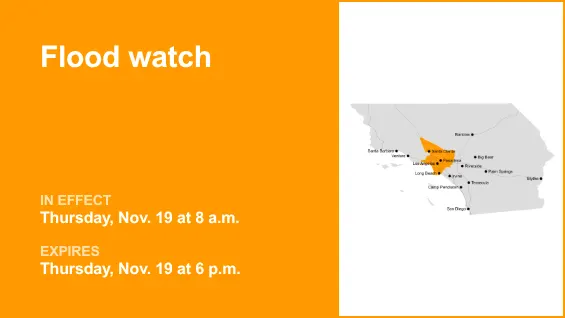 Flood watch
IN EFFECT
Thursday, Nov. 19 at 8 a.m.
EXPIRES
Thursday, Nov. 19 at 6 p.m.
Barstow
Santa Barbara
Santa Clarita
Ventura
Big Bear
Pasadena
Los Angeles
Riverside
Palm Springs
Long Beach
Irvine
Blythe
Temecula
Camp Pendleton
San Diego